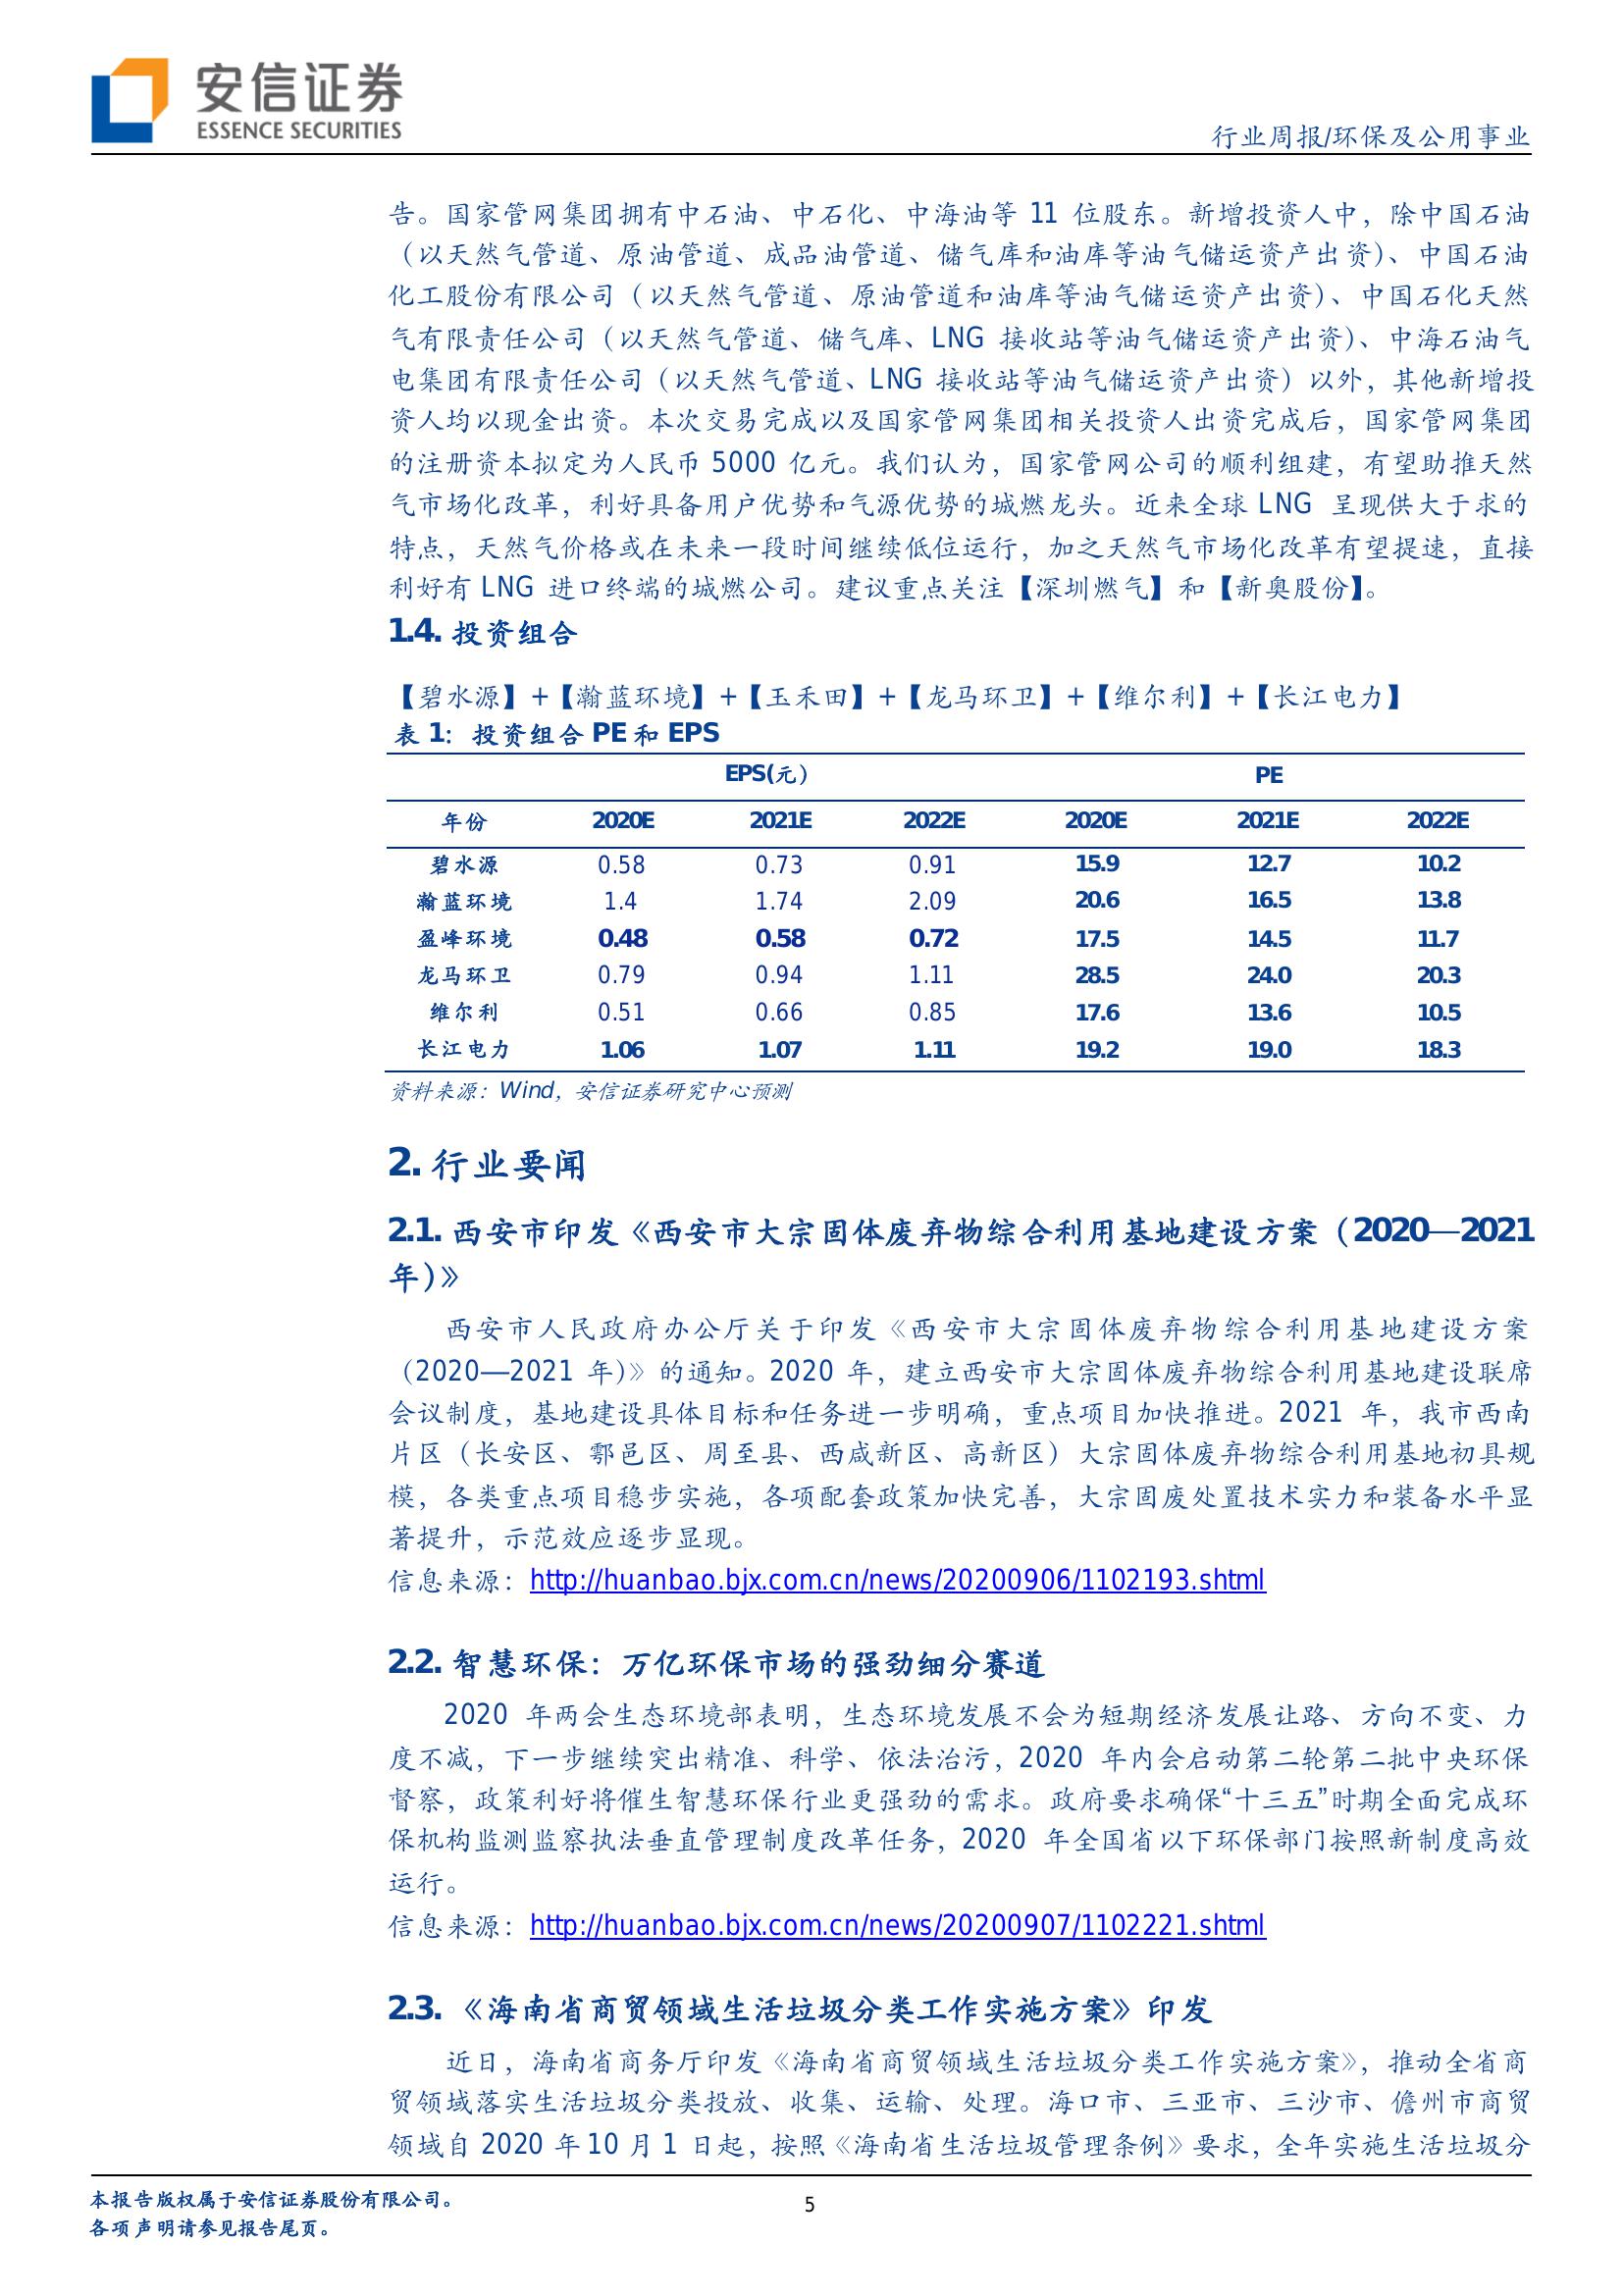 安信证券
ESSENCE SECURITIES
行业周报/环保及公用事业
告。国家管网集团拥有中石油、中石化、中海油等 11 位股东。新增投资人中，除中国石油
（以天然气管道、原油管道、成品油管道、储气库和油库等油气储运资产出资）、中国石油
化工股份有限公司（以天然气管道、原油管道和油库等油气储运资产出资）、中国石化天然
气有限责任公司（以天然气管道、储气库、LNG 接收站等油气储运资产出资）、中海石油气
电集团有限责任公司（以天然气管道、LNG 接收站等油气储运资产出资）以外，其他新增投
资人均以现金出资。本次交易完成以及国家管网集团相关投资人出资完成后，国家管网集团
的注册资本拟定为人民币 5000 亿元。我们认为，国家管网公司的顺利组建，有望助推天然
气市场化改革，利好具备用户优势和气源优势的城燃龙头。近来全球 LNG 呈现供大于求的
特点，天然气价格或在未来一段时间继续低位运行，加之天然气市场化改革有望提速，直接
利好有 LNG 进口终端的城燃公司。建议重点关注【深圳燃气】和【新奥股份】。
1.4. 投资组合
【碧水源】+【瀚蓝环境】+【玉禾田】+【龙马环卫】+【维尔利】+【长江电力】
表 1：投资组合 PE 和 EPS
EPS(元） PE
年份 2020E 2021E 2022E 2020E 2021E 2022E
碧水源 0.58 0.73 0.91 15.9 12.7 10.2
瀚蓝环境 1.4 1.74 2.09 20.6 16.5 13.8
盈峰环境 0.48 0.58 0.72 17.5 14.5 11.7
龙马环卫 0.79 0.94 1.11 28.5 24.0 20.3
维尔利 0.51 0.66 0.85 17.6 13.6 10.5
长江电力 1.06 1.07 1.11 19.2 19.0 18.3
资料来源：Wind，安信证券研究中心预测
2. 行业要闻
2.1. 西安市印发《西安市大宗固体废弃物综合利用基地建设方案（2020—2021
年）》
西安市人民政府办公厅关于印发《西安市大宗固体废弃物综合利用基地建设方案
（2020—2021 年）》的通知。2020 年，建立西安市大宗固体废弃物综合利用基地建设联席
会议制度，基地建设具体目标和任务进一步明确，重点项目加快推进。2021 年，我市西南
片区（长安区、鄠邑区、周至县、西咸新区、高新区）大宗固体废弃物综合利用基地初具规
模，各类重点项目稳步实施，各项配套政策加快完善，大宗固废处置技术实力和装备水平显
著提升，示范效应逐步显现。
信息来源：http://huanbao.bjx.com.cn/news/20200906/1102193.shtml
2.2. 智慧环保：万亿环保市场的强劲细分赛道
2020 年两会生态环境部表明，生态环境发展不会为短期经济发展让路、方向不变、力
度不减，下一步继续突出精准、科学、依法治污，2020 年内会启动第二轮第二批中央环保
督察，政策利好将催生智慧环保行业更强劲的需求。政府要求确保“十三五”时期全面完成环
保机构监测监察执法垂直管理制度改革任务，2020 年全国省以下环保部门按照新制度高效
运行。
信息来源：http://huanbao.bjx.com.cn/news/20200907/1102221.shtml
2.3. 《海南省商贸领域生活垃圾分类工作实施方案》印发
近日，海南省商务厅印发《海南省商贸领域生活垃圾分类工作实施方案》，推动全省商
贸领域落实生活垃圾分类投放、收集、运输、处理。海口市、三亚市、三沙市、儋州市商贸
领域自 2020 年 10 月 1 日起，按照《海南省生活垃圾管理条例》要求，全年实施生活垃圾分
本报告版权属于安信证券股份有限公司。
各项声明请参见报告尾页。
5